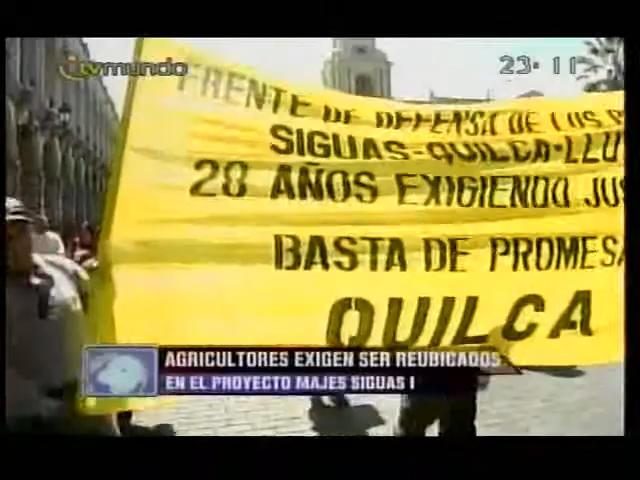 itvmundo
23:11
FRENTE DE DEFENSA DE LOS
SIGUAS-QUILCA-LLU
28 AÑOS EXIGIENDO JUS
BASTA DE PROMESA
QUILCA
AGRICULTORES EXIGEN SER REUBICADOS
EN EL PROYECTO MAJES SIGUAS I